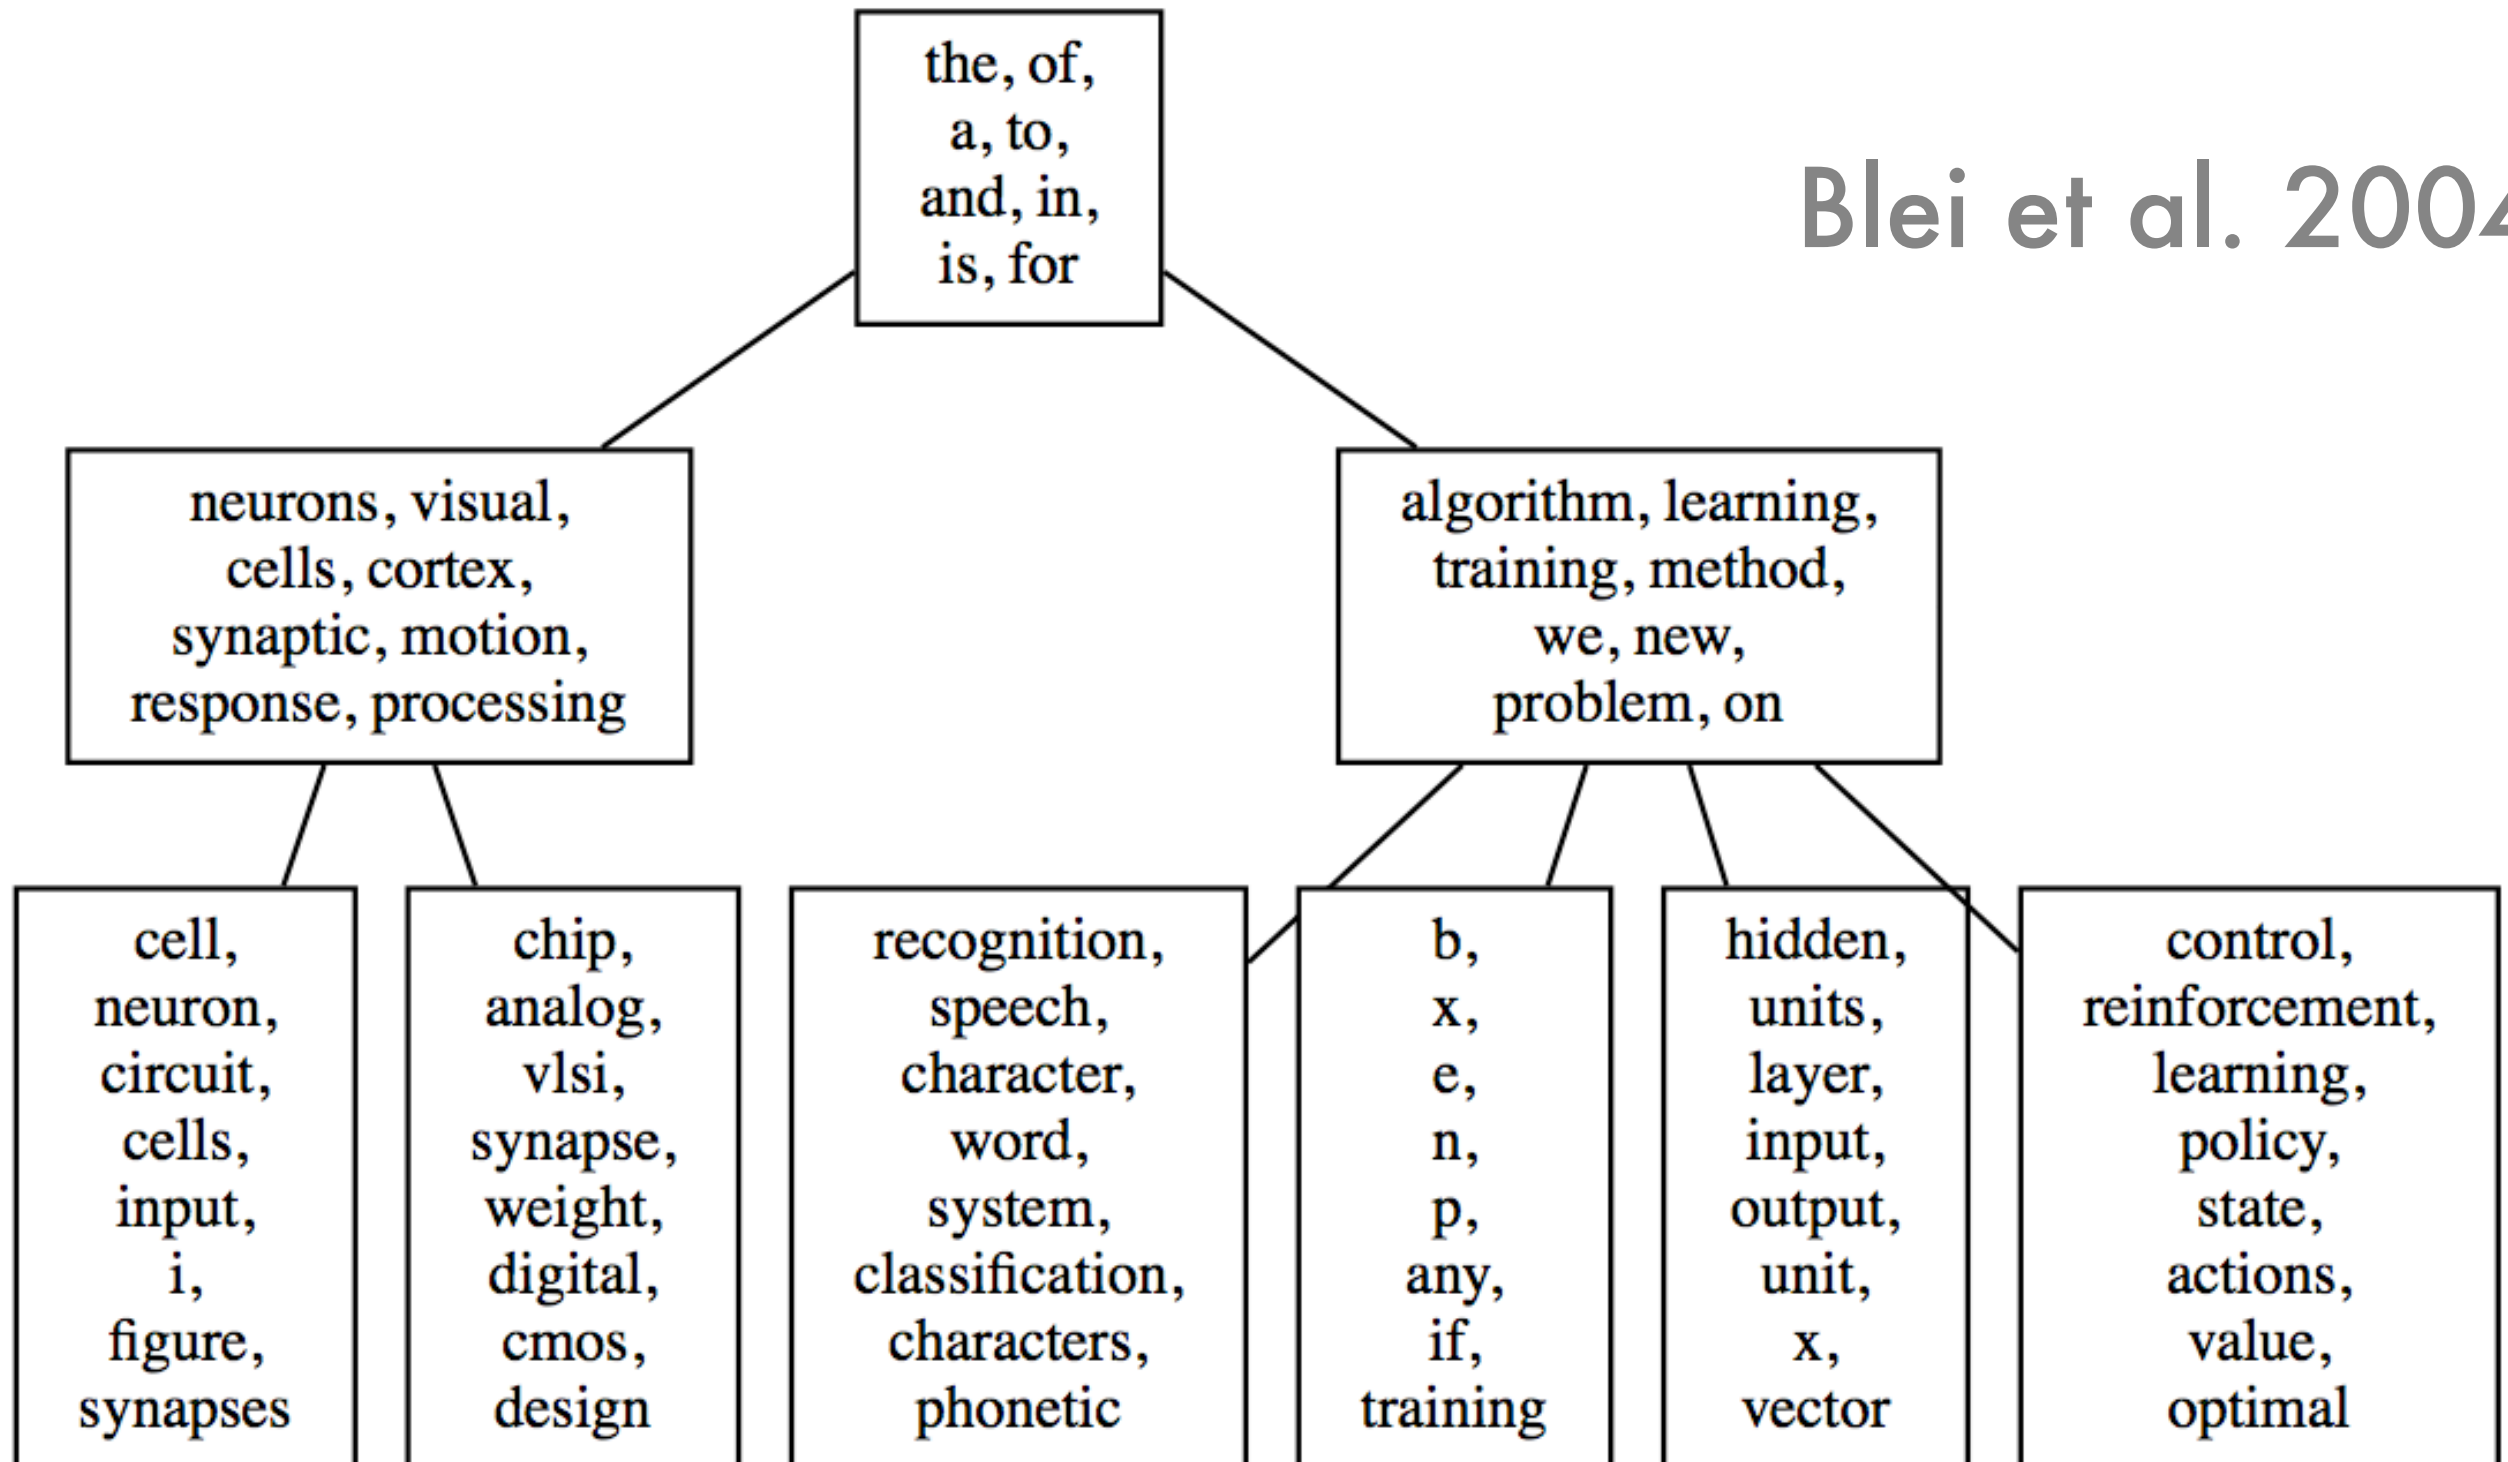 the, of,
a, to,
and, in,
is, for
Blei et al. 2004
neurons, visual,
cells, cortex,
synaptic, motion,
response, processing
algorithm, learning,
training, method,
we, new,
problem, on
cell,
neuron,
circuit,
cells,
input,
i,
figure,
synapses
chip,
analog,
vlsi,
synapse,
weight,
digital,
cmos,
design
recognition,
speech,
character,
word,
system,
classification,
characters,
phonetic
b,
x,
e,
n,
p,
any,
if,
training
hidden,
units,
layer,
input,
output,
unit,
x,
vector
control,
reinforcement,
learning,
policy,
state,
actions,
value,
optimal